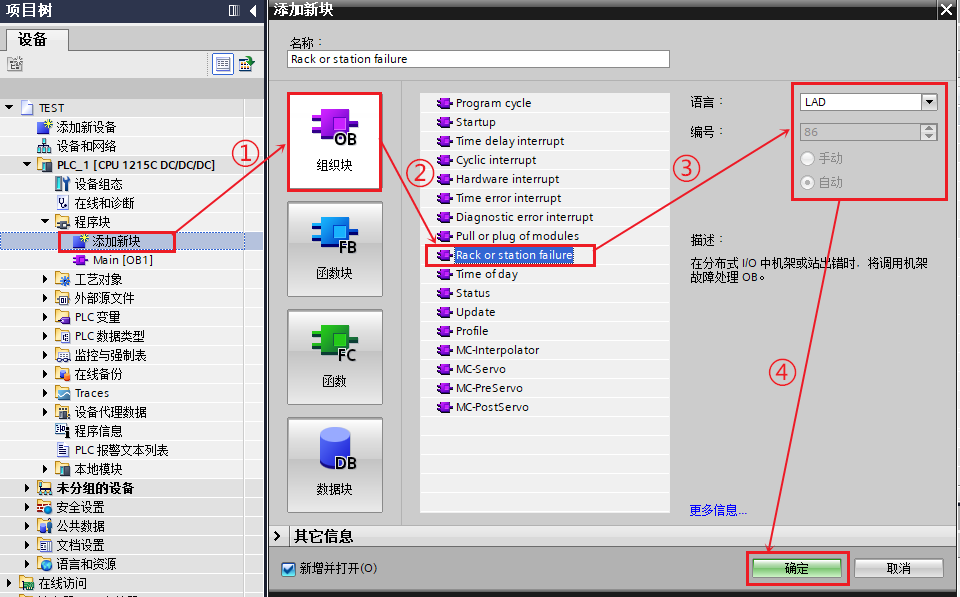 项目树
设备
TEST
添加新设备
设备和网络
PLC_1 [CPU 1215C DC/DC/DC]
设备组态
在线和诊断
程序块
添加新块
Main [OB1]
工艺对象
外部源文件
PLC 变量
PLC 数据类型
监控与强制表
在线备份
Traces
设备代理数据
程序信息
PLC 报警文本列表
本地模块
未分组的设备
安全设置
公共数据
文档设置
语言和资源
在线访问
添加新块
名称：
Rack or station failure
OB
组织块
FB
函数块
FC
函数
DB
数据块
Program cycle
Startup
Time delay interrupt
Cyclic interrupt
Hardware interrupt
Time error interrupt
Diagnostic error interrupt
Pull or plug of modules
Rack or station failure
Time of day
Status
Update
Profile
MC-Interpolator
MC-Servo
MC-PreServo
MC-PostServo
语言：
LAD
编号：
86
手动
自动
描述：
在分布式 I/O 中机架或站出错时，将调用机架
故障处理 OB。
更多信息...
其它信息
新增并打开(O)
确定
取消
①
②
③
④